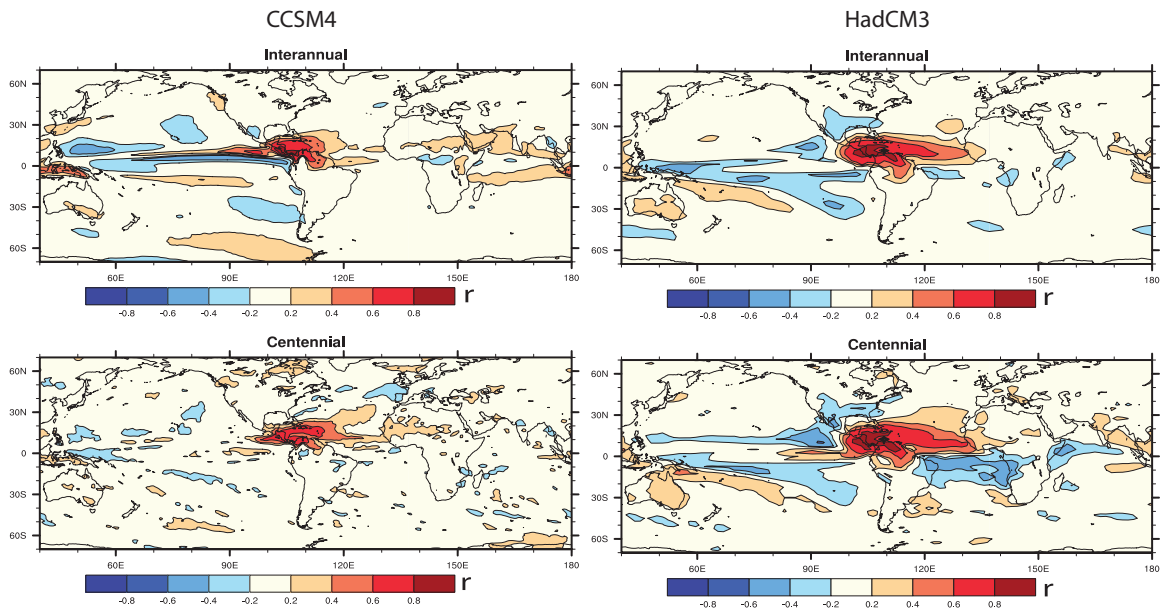 CCSM4
HadCM3
Interannual
60N
30N
0
30S
60S
60E
90E
120E
150E
180
-0.8
-0.6
-0.4
-0.2
0.2
0.4
0.6
0.8
r
Interannual
60N
30N
0
30S
60S
60E
90E
120E
150E
180
-0.8
-0.6
-0.4
-0.2
0.2
0.4
0.6
0.8
r
Centennial
60N
30N
0
30S
60S
60E
90E
120E
150E
180
-0.8
-0.6
-0.4
-0.2
0.2
0.4
0.6
0.8
r
Centennial
60N
30N
0
30S
60S
60E
90E
120E
150E
180
-0.8
-0.6
-0.4
-0.2
0.2
0.4
0.6
0.8
r